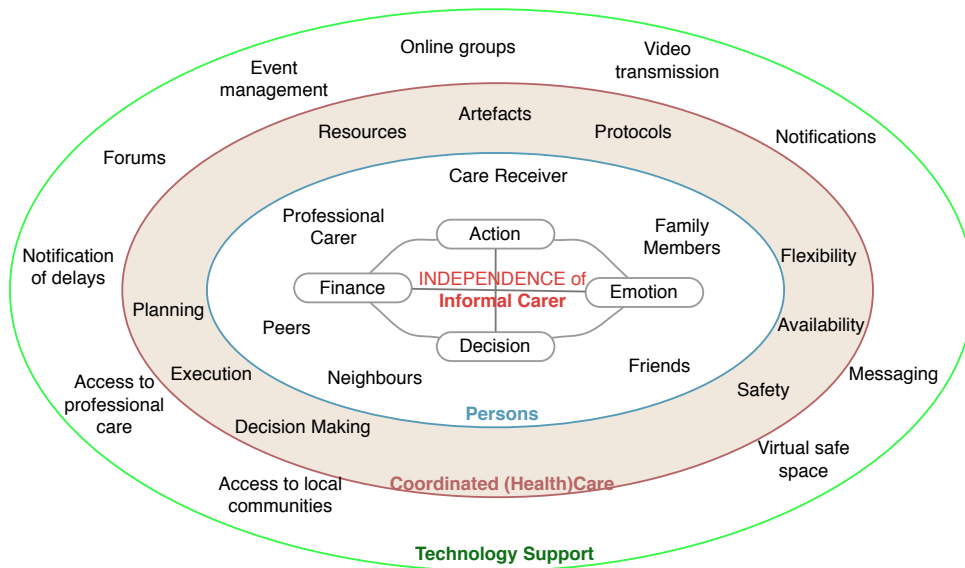 Online groups
Video
transmission
Event
management
Artefacts
Resources
Protocols
Notifications
Forums
Care Receiver
Professional
Carer
Family
Members
Action
Notification
of delays
Flexibility
INDEPENDENCE of
Informal Carer
Finance
Emotion
Planning
Peers
Availability
Decision
Execution
Neighbours
Friends
Messaging
Access to
professional
care
Safety
Persons
Decision Making
Virtual safe
space
Access to local
communities
Coordinated (Health)Care
Technology Support